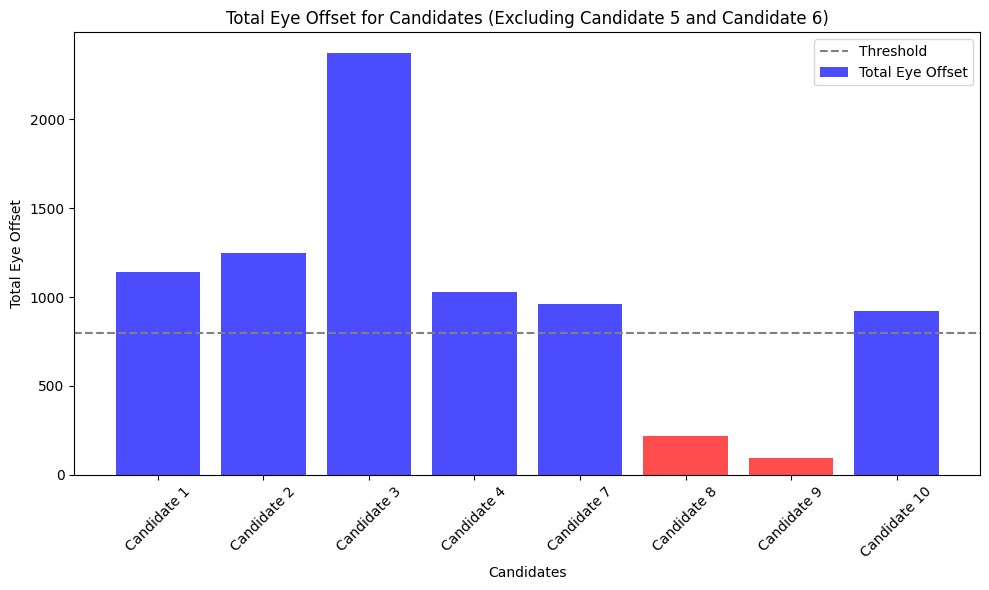 Total Eye Offset for Candidates (Excluding Candidate 5 and Candidate 6)
Threshold
Total Eye Offset
Total Eye Offset
2000
1500
1000
500
0
Candidate 1
Candidate 2
Candidate 3
Candidate 4
Candidate 7
Candidate 8
Candidate 9
Candidate 10
Candidates